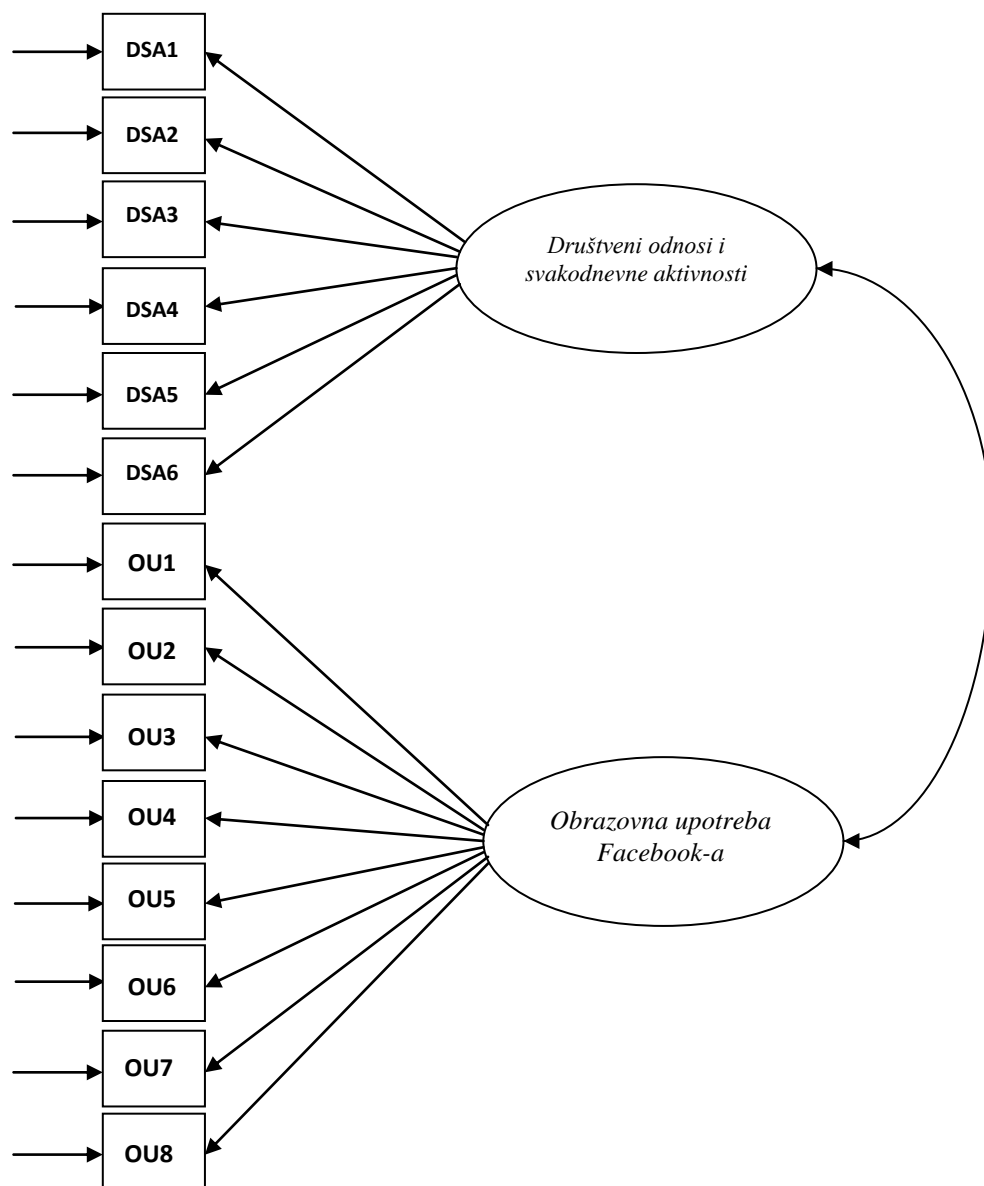 DSA1
DSA2
DSA3
DSA4
DSA5
DSA6
Društveni odnosi i
svakodnevne aktivnosti
OU1
OU2
OU3
OU4
OU5
OU6
OU7
OU8
Obrazovna upotreba
Facebook-a